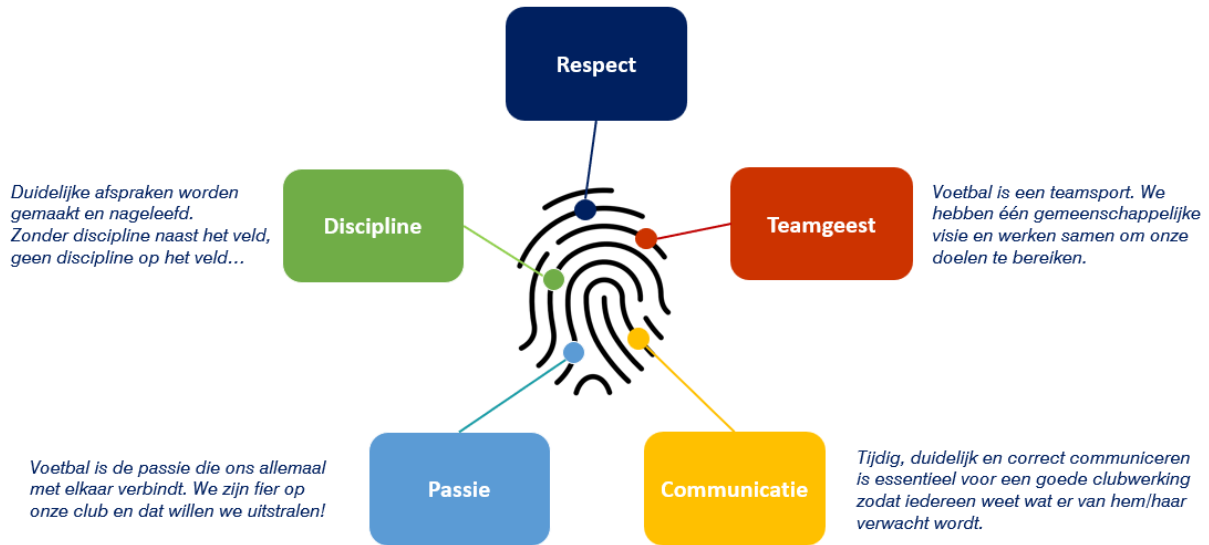 Respect
Duidelijke afspraken worden
gemaakt en nageleefd.
Zonder discipline naast het veld,
geen discipline op het veld…
Discipline
Teamgeest
Voetbal is een teamsport. We
hebben één gemeenschappelijke
visie en werken samen om onze
doelen te bereiken.
Voetbal is de passie die ons allemaal
met elkaar verbindt. We zijn fier op
onze club en dat willen we uitstralen!
Passie
Communicatie
Tijdig, duidelijk en correct communiceren
is essentieel voor een goede clubwerking
zodat iedereen weet wat er van hem/haar
verwacht wordt.